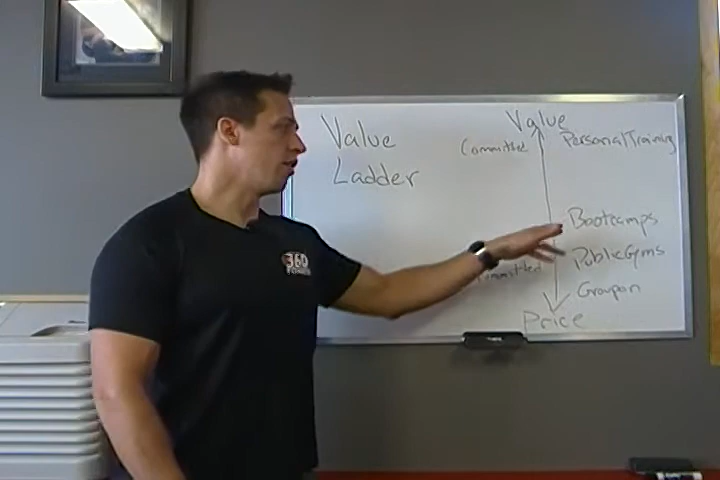 Value
Ladder
Value
Committed
Personal Training
Bootcamps
Public Gyms
Groupon
Price
360